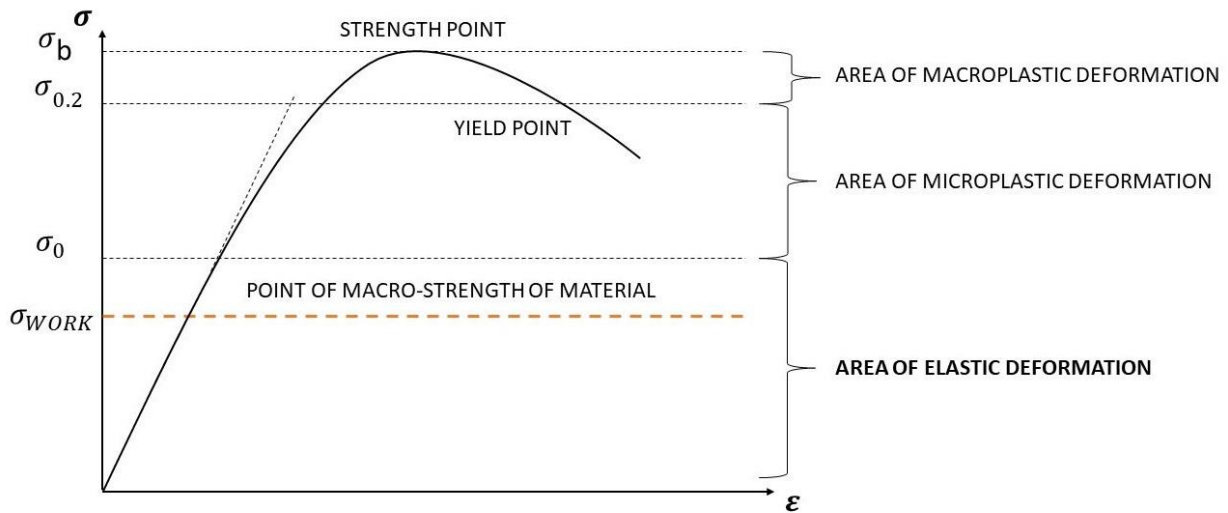 σ
STRENGTH POINT
σb
AREA OF MACROPLASTIC DEFORMATION
σ0.2
YIELD POINT
AREA OF MICROPLASTIC DEFORMATION
σ0
POINT OF MACRO-STRENGTH OF MATERIAL
σWORK
AREA OF ELASTIC DEFORMATION
ε